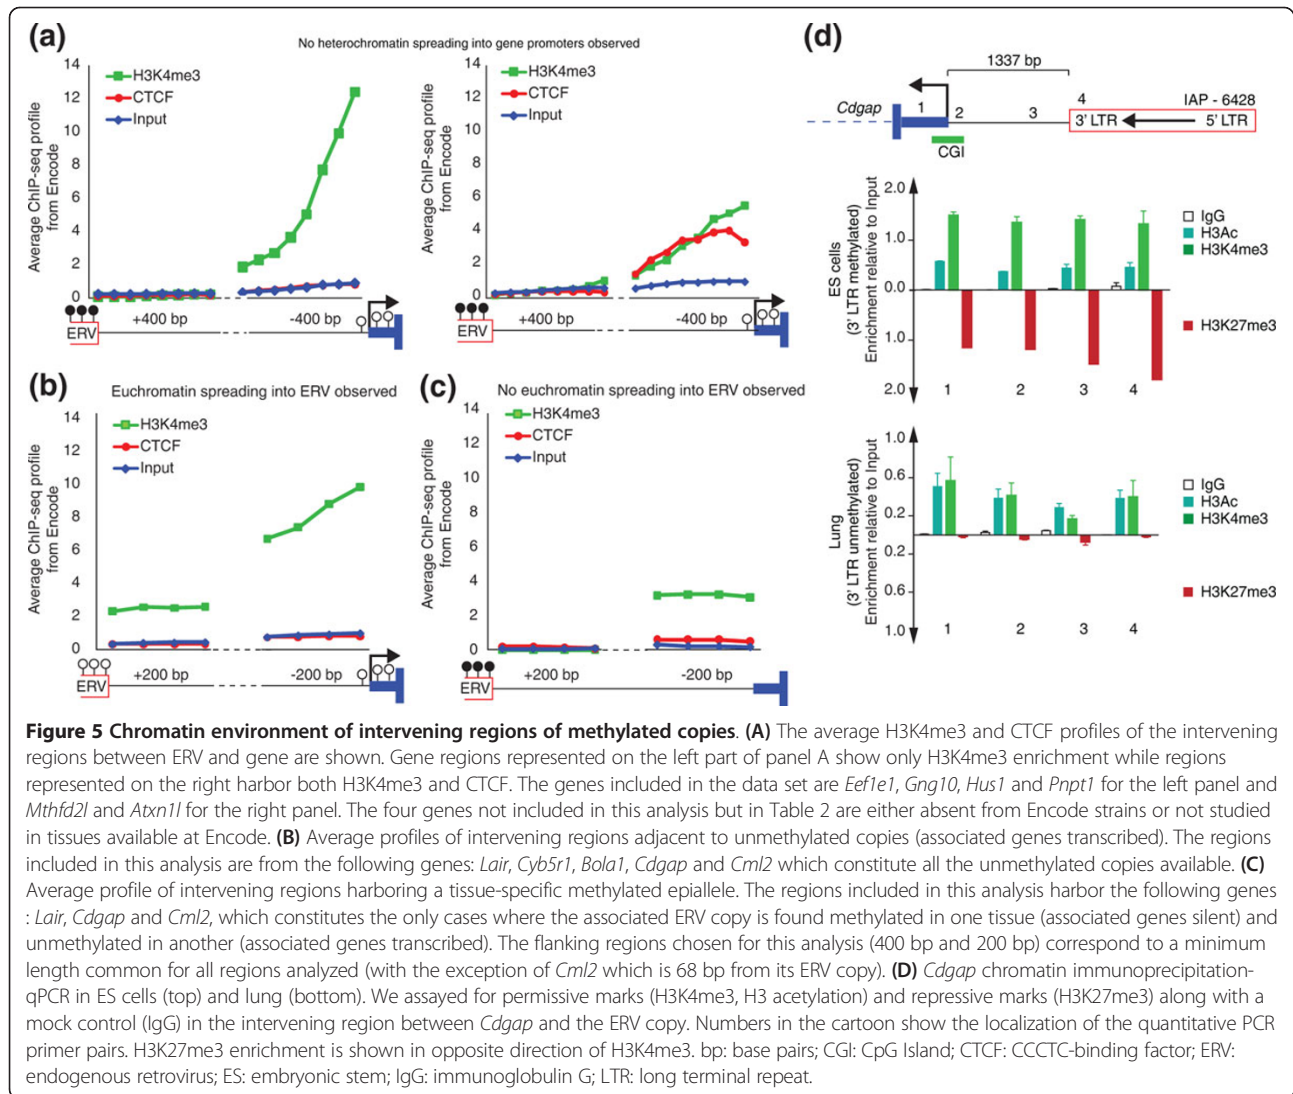 (a)
No heterochromatin spreading into gene promoters observed
Average ChIP-seq profile
from Encode
14
12
10
8
6
4
2
0
H3K4me3
CTCF
Input
ERV
+400 bp
-400 bp
Average ChIP-seq profile
from Encode
14
12
10
8
6
4
2
0
H3K4me3
CTCF
Input
ERV
+400 bp
-400 bp
(b)
Euchromatin spreading into ERV observed
Average ChIP-seq profile
from Encode
14
12
10
8
6
4
2
0
H3K4me3
CTCF
Input
ERV
+200 bp
-200 bp
(c)
No euchromatin spreading into ERV observed
Average ChIP-seq profile
from Encode
14
12
10
8
6
4
2
0
H3K4me3
CTCF
Input
ERV
+200 bp
-200 bp
(d)
1337 bp
Cdgap
1
2
3
4
IAP - 6428
3' LTR
5' LTR
CGI
ES cells
(3' LTR methylated)
Enrichment relative to Input
2.0
1.0
0.0
1.0
2.0
IgG
H3Ac
H3K4me3
H3K27me3
1 2 3 4
Lung
(3' LTR unmethylated)
Enrichment relative to Input
1.0
0.6
0.2
0.2
0.6
1.0
IgG
H3Ac
H3K4me3
H3K27me3
1 2 3 4
Figure 5 Chromatin environment of intervening regions of methylated copies. (A) The average H3K4me3 and CTCF profiles of the intervening
regions between ERV and gene are shown. Gene regions represented on the left part of panel A show only H3K4me3 enrichment while regions
represented on the right harbor both H3K4me3 and CTCF. The genes included in the data set are Eef1e1, Gng10, Hus1 and Pnpt1 for the left panel and
Mthfd2l and Atxn1l for the right panel. The four genes not included in this analysis but in Table 2 are either absent from Encode strains or not studied
in tissues available at Encode. (B) Average profiles of intervening regions adjacent to unmethylated copies (associated genes transcribed). The regions
included in this analysis are from the following genes: Lair, Cyb5r1, Bola1, Cdgap and Cml2 which constitute all the unmethylated copies available. (C)
Average profile of intervening regions harboring a tissue-specific methylated epiallele. The regions included in this analysis harbor the following genes
: Lair, Cdgap and Cml2, which constitutes the only cases where the associated ERV copy is found methylated in one tissue (associated genes silent) and
unmethylated in another (associated genes transcribed). The flanking regions chosen for this analysis (400 bp and 200 bp) correspond to a minimum
length common for all regions analyzed (with the exception of Cml2 which is 68 bp from its ERV copy). (D) Cdgap chromatin immunoprecipitation-
qPCR in ES cells (top) and lung (bottom). We assayed for permissive marks (H3K4me3, H3 acetylation) and repressive marks (H3K27me3) along with a
mock control (IgG) in the intervening region between Cdgap and the ERV copy. Numbers in the cartoon show the localization of the quantitative PCR
primer pairs. H3K27me3 enrichment is shown in opposite direction of H3K4me3. bp: base pairs; CGI: CpG Island; CTCF: CCCTC-binding factor; ERV:
endogenous retrovirus; ES: embryonic stem; IgG: immunoglobulin G; LTR: long terminal repeat.